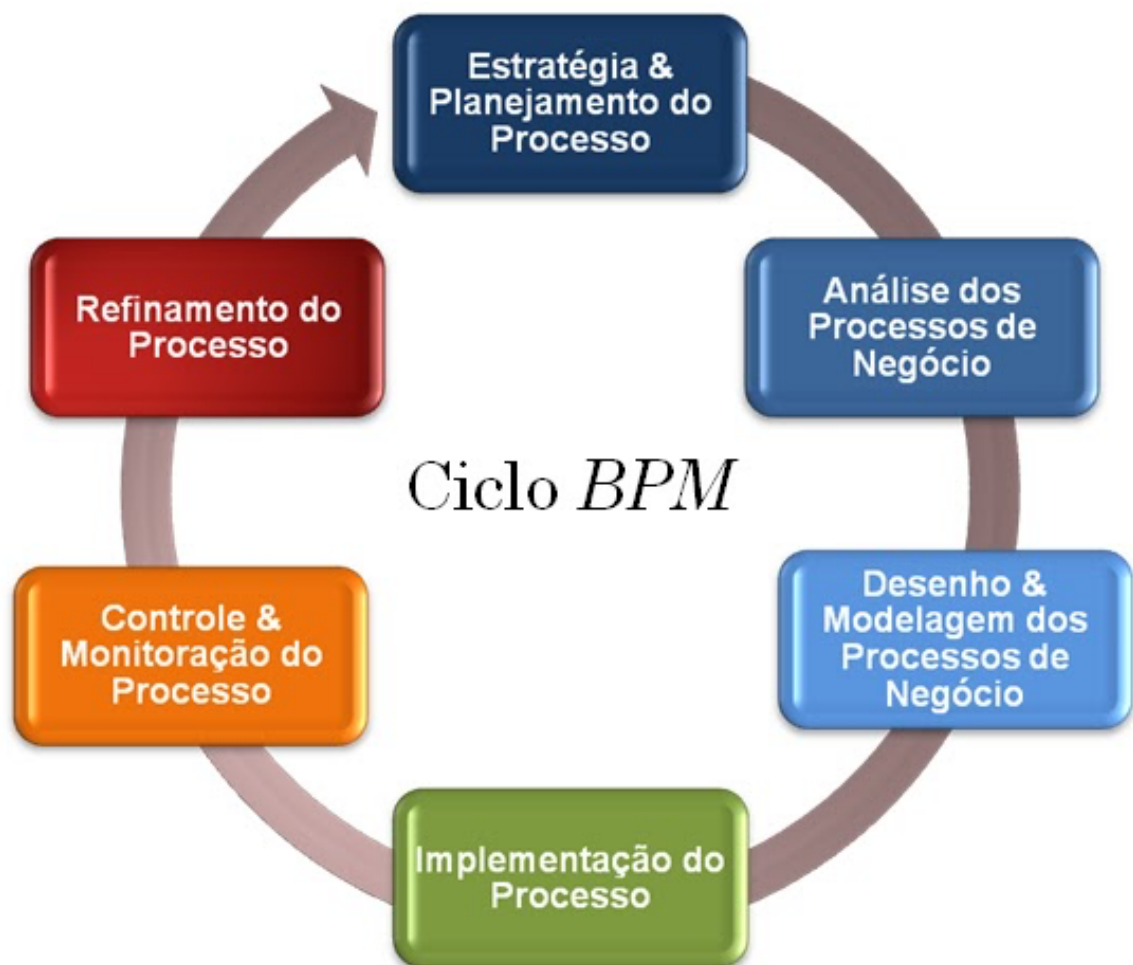 Estratégia &
Planejamento do
Processo
Análise dos
Processos de
Negócio
Desenho &
Modelagem dos
Processos de
Negócio
Implementação do
Processo
Controle &
Monitoração do
Processo
Refinamento do
Processo
Ciclo BPM